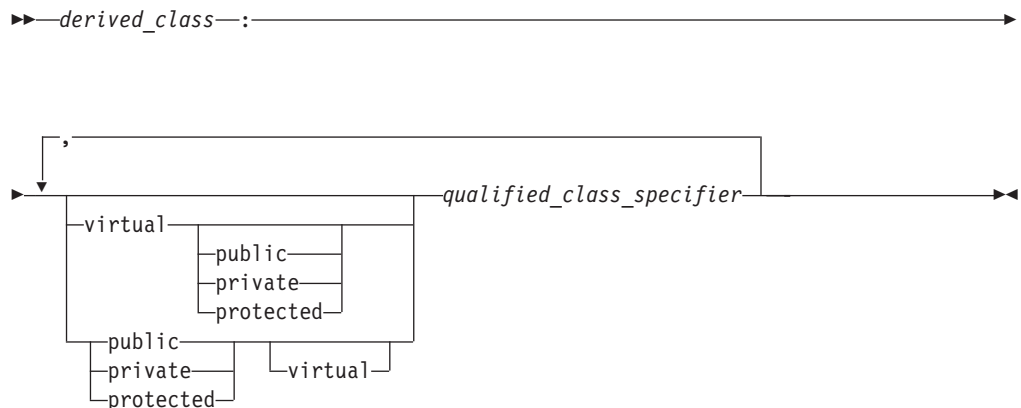 derived_class :
,
qualified_class_specifier
virtual
public
private
protected
public
private
virtual
protected